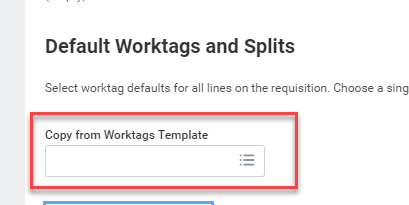 Default Worktags and Splits
Select worktag defaults for all lines on the requisition. Choose a sing
Copy from Worktags Template